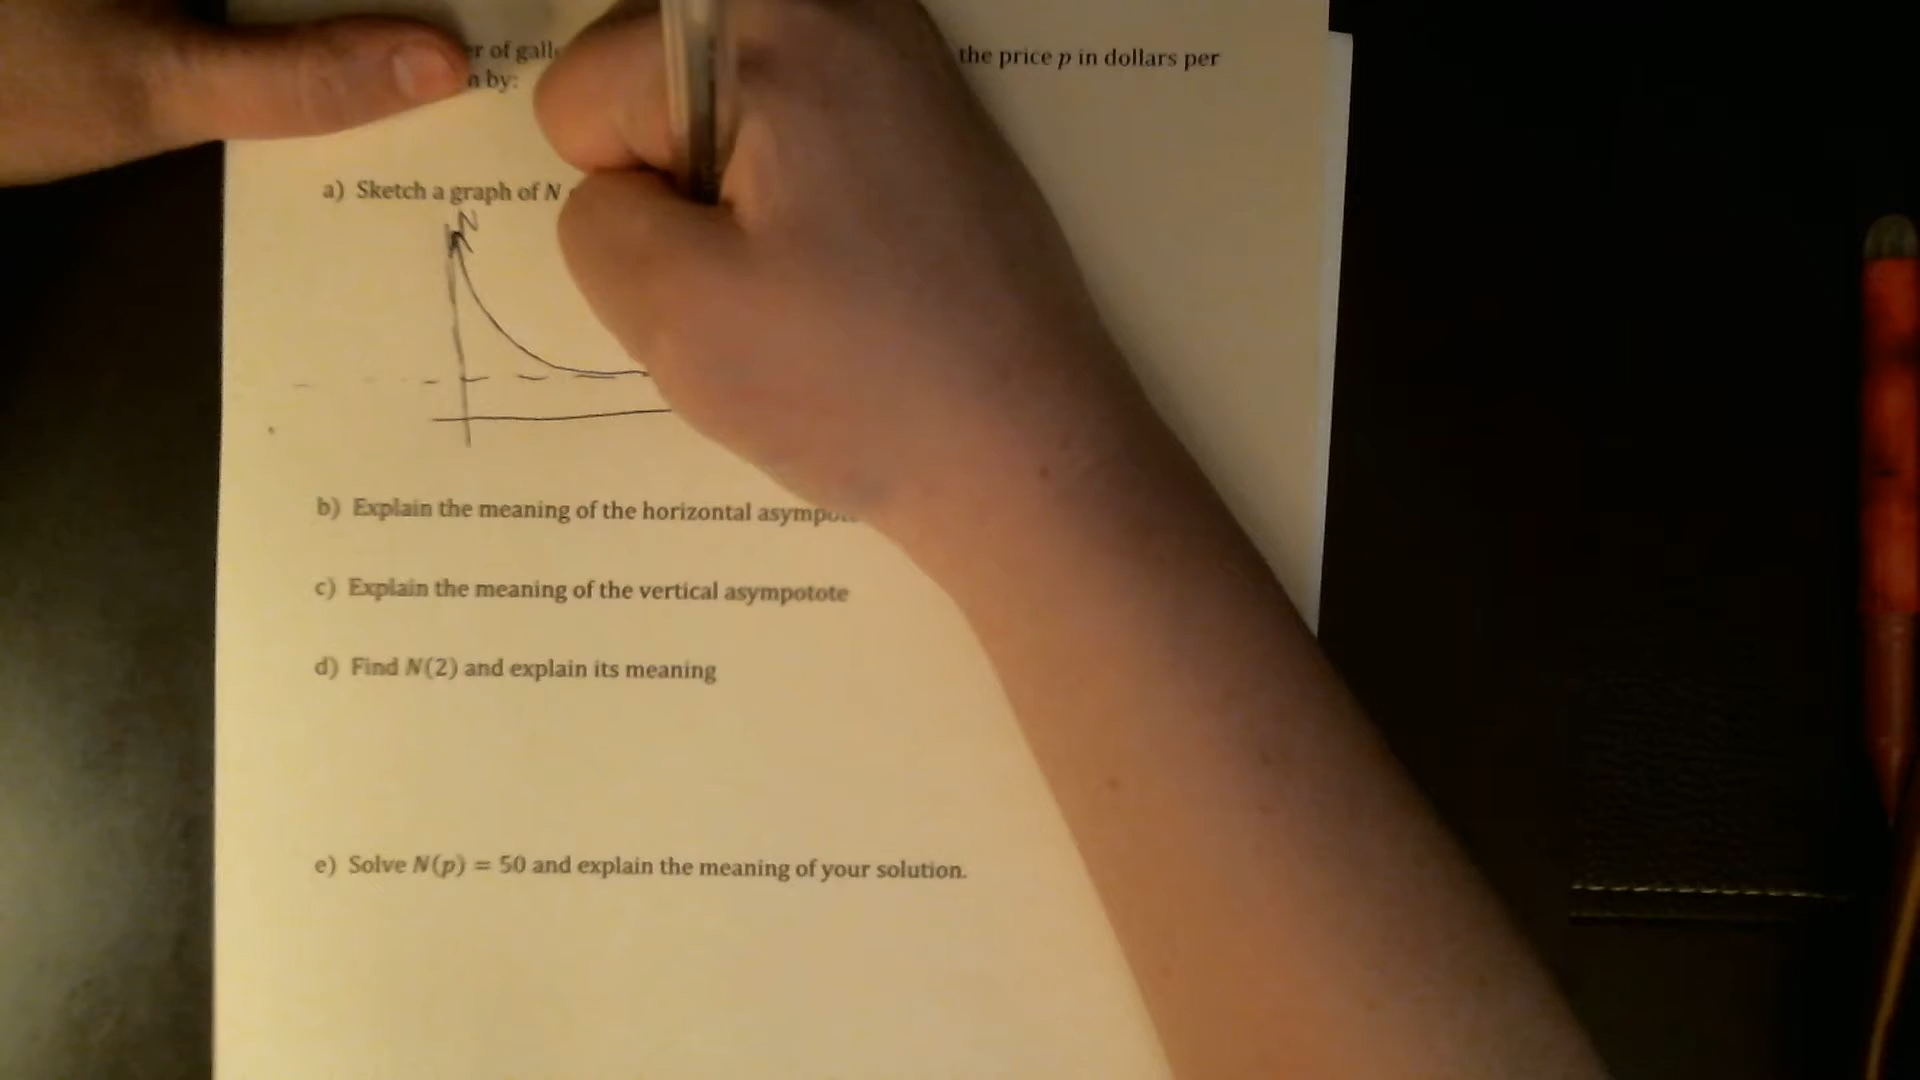 of
the price p in dollars per
by:
a) Sketch a graph of N
N
b) Explain the meaning of the horizontal
c) Explain the meaning of the vertical asympotote
d) Find N(2) and explain its meaning
e) Solve N(p) = 50 and explain the meaning of your solution.